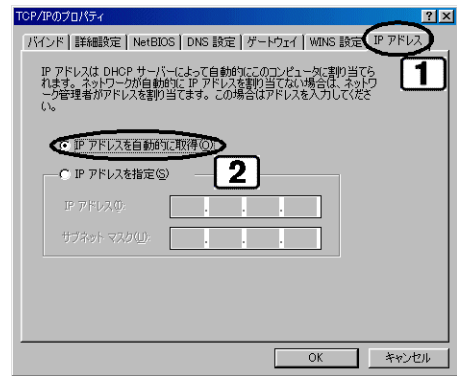 TCP/IPのプロパティ
? ×
バインド 詳細設定 NetBIOS DNS 設定 ゲートウェイ WINS 設定 IP アドレス
1
IP アドレスは DHCP サーバーによって自動的にこのコンピュータに割り当てら
れます。ネットワークが自動的に IP アドレスを割り当てない場合は、ネットワ
ーク管理者がアドレスを割り当てます。この場合はアドレスを入力してくださ
い。
IP アドレスを自動的に取得(O)
2
IP アドレスを指定(S)
IP アドレス(I):
サブネット マスク(U):
OK キャンセル